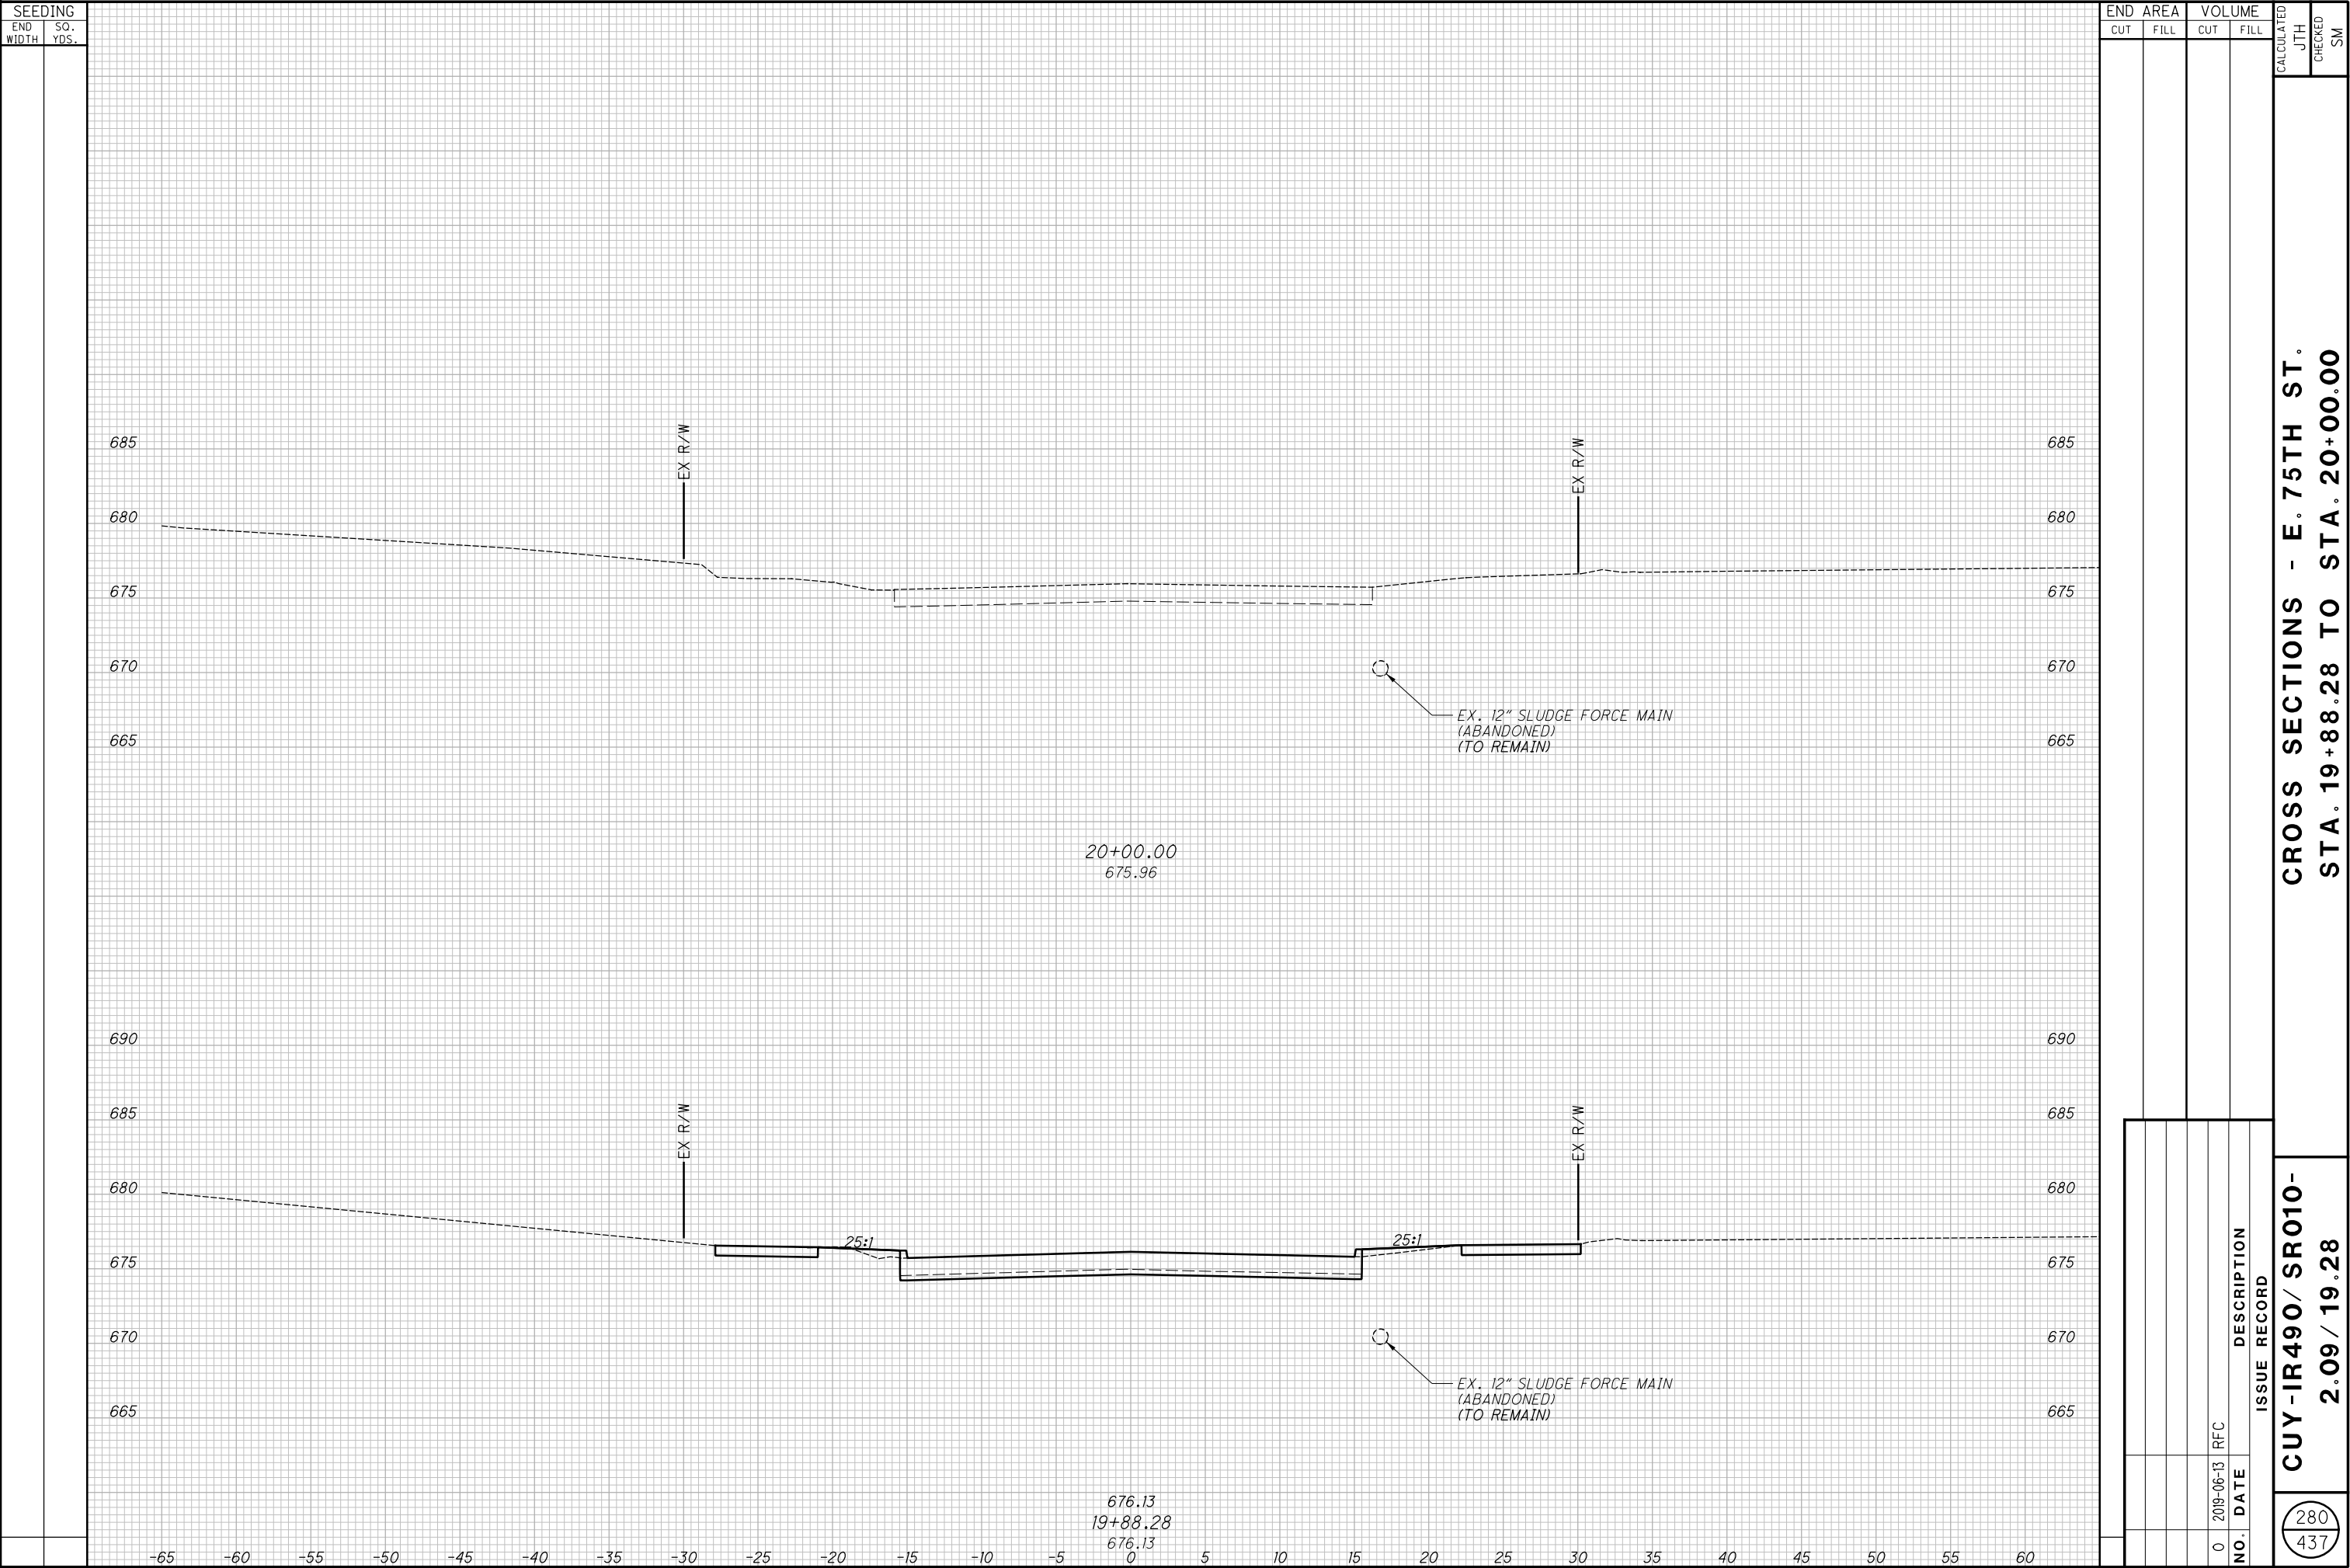 SEEDING
END WIDTH
SQ. YDS.
END AREA
VOLUME
CUT
FILL
CUT
FILL
CALCULATED
JTH
CHECKED
SM
CROSS SECTIONS - E. 75TH ST.
STA. 19+88.28 TO STA. 20+00.00
685
EX R/W
EX R/W
685
680
680
675
675
670
670
EX. 12" SLUDGE FORCE MAIN
(ABANDONED)
(TO REMAIN)
665
665
20+00.00
675.96
690
690
685
EX R/W
EX R/W
685
680
680
25:1
25:1
675
675
670
670
EX. 12" SLUDGE FORCE MAIN
(ABANDONED)
(TO REMAIN)
665
665
676.13
19+88.28
676.13
-65 -60 -55 -50 -45 -40 -35 -30 -25 -20 -15 -10 -5 0 5 10 15 20 25 30 35 40 45 50 55 60
0 2019-06-13 RFC
NO. DATE DESCRIPTION
ISSUE RECORD
CUY-IR490/SR010-
2.09/19.28
280
437